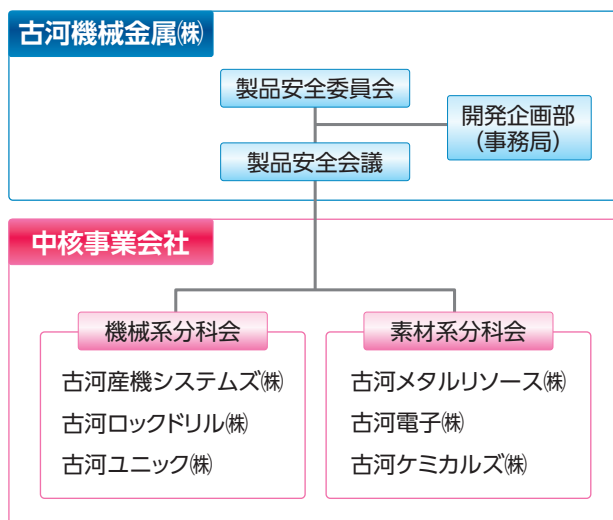 古河機械金属㈱
製品安全委員会
開発企画部
(事務局)
製品安全会議
中核事業会社
機械系分科会
古河産機システムズ㈱
古河ロックドリル㈱
古河ユニック㈱
素材系分科会
古河メタルリソース㈱
古河電子㈱
古河ケミカルズ㈱